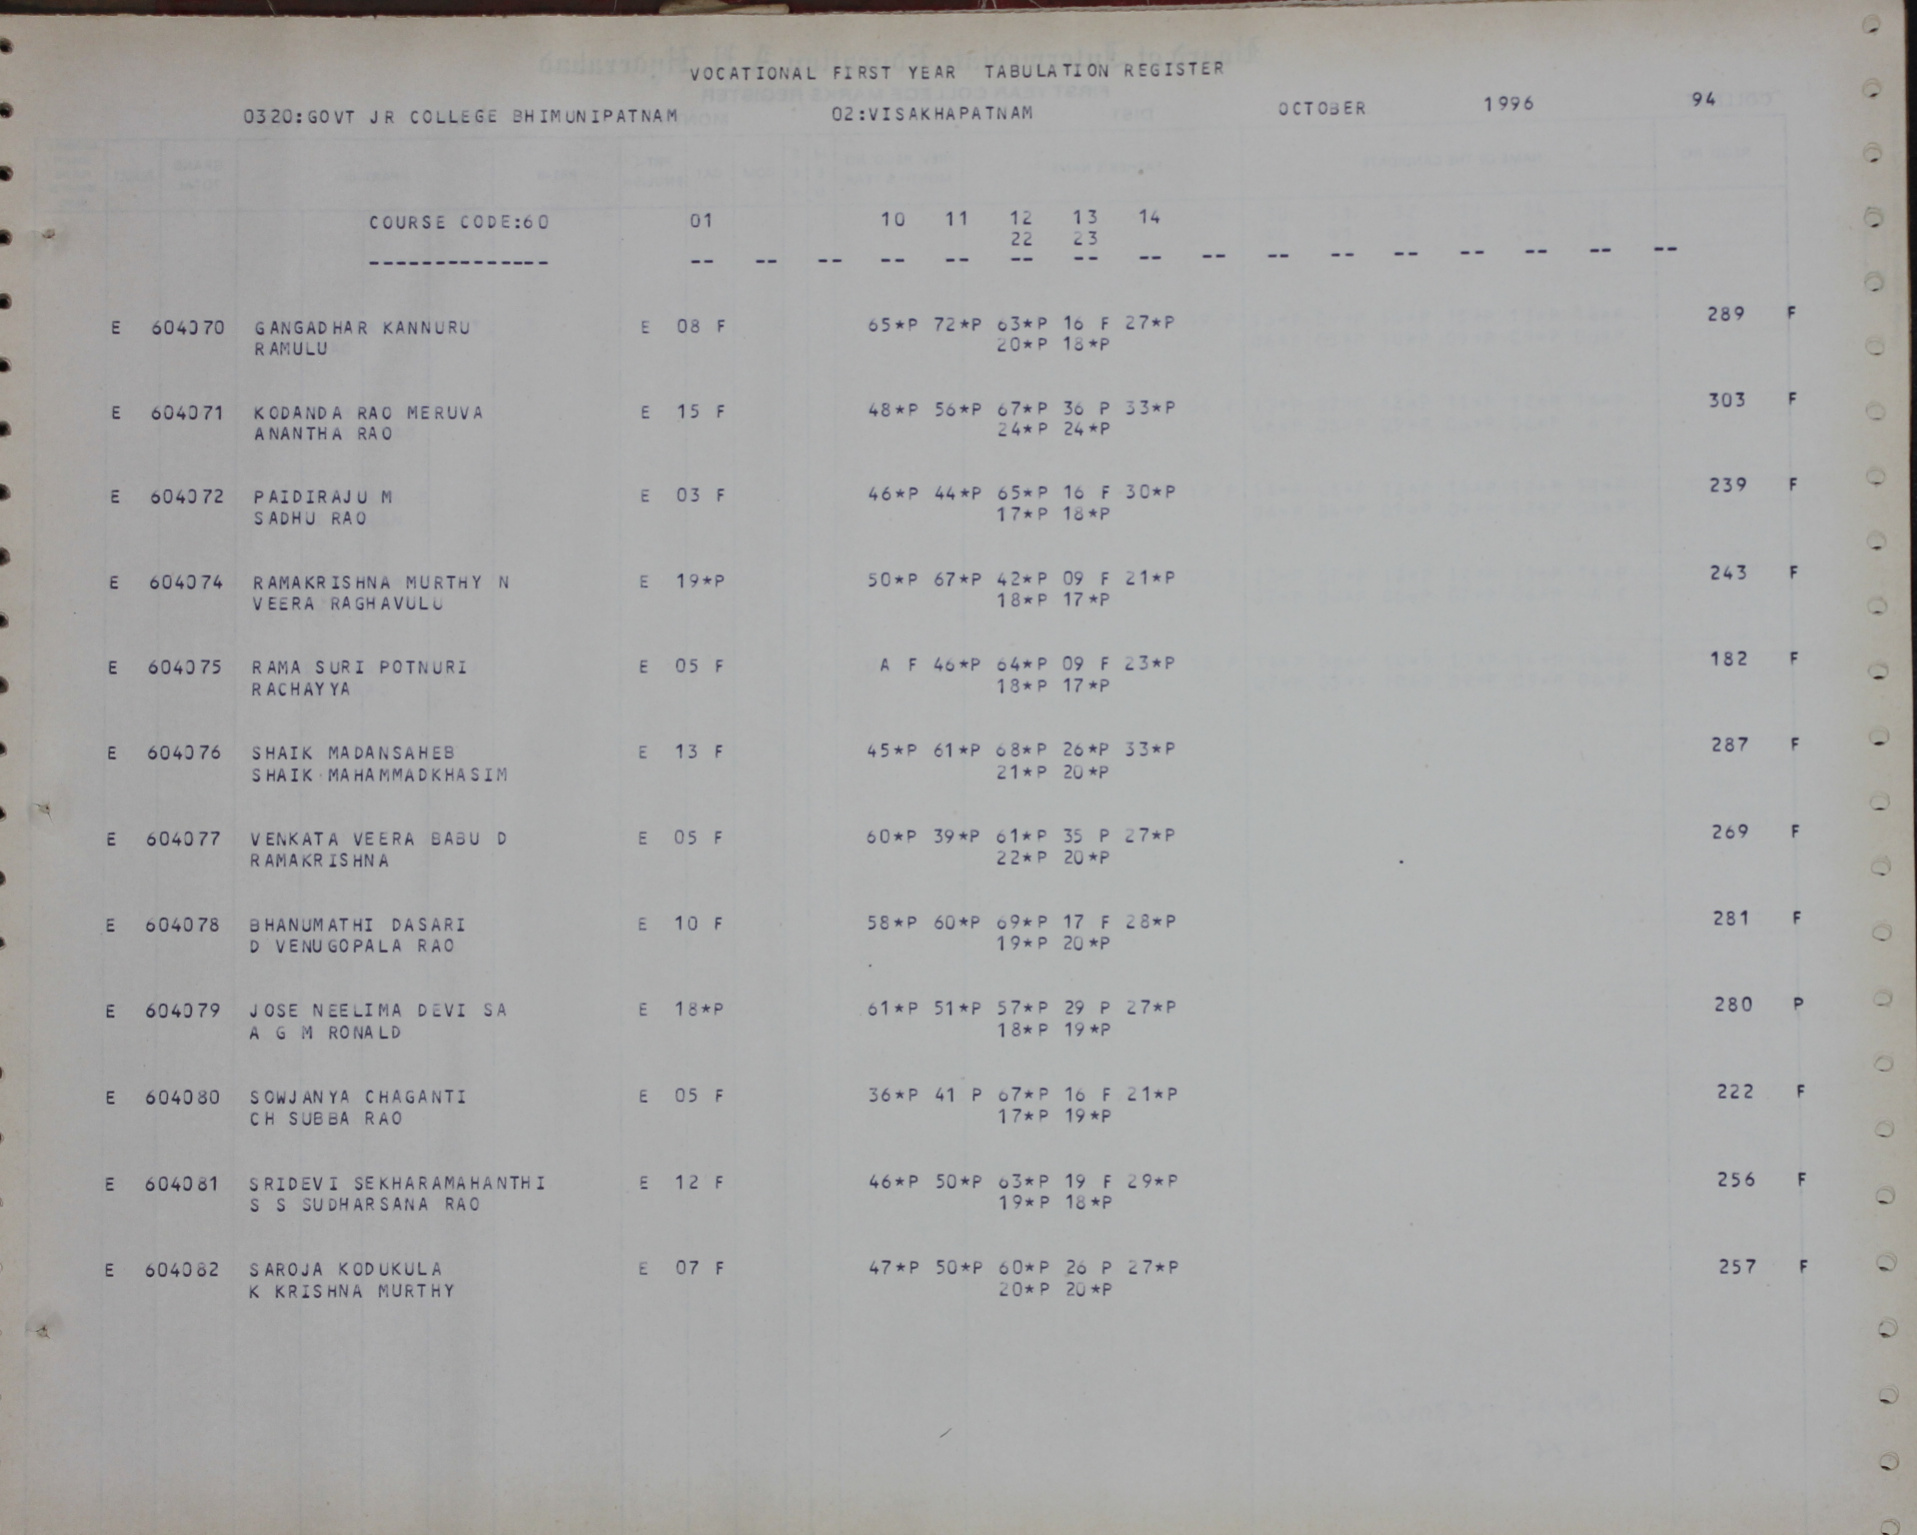 VOCATIONAL FIRST YEAR TABULATION REGISTER
0320:GOVT JR COLLEGE BHIMUNIPATNAM 02:VISAKHAPATNAM OCTOBER 1996 94
COURSE CODE:60 01 10 11 12 13 14
22 23
-------------- -- -- -- -- -- -- -- -- -- -- -- -- -- -- -- --
E 604070 GANGADHAR KANNURU E 08 F 65*P 72*P 63*P 16 F 27*P 289 F
RAMULU 20*P 18*P
E 604071 KODANDA RAO MERUVA E 15 F 48*P 56*P 67*P 36 P 33*P 303 F
ANANTHA RAO 24*P 24*P
E 604072 PAIDIRAJU M E 03 F 46*P 44*P 65*P 16 F 30*P 239 F
SADHU RAO 17*P 18*P
E 604074 RAMAKRISHNA MURTHY N E 19*P 50*P 67*P 42*P 09 F 21*P 243 F
VEERA RAGHAVULU 18*P 17*P
E 604075 RAMA SURI POTNURI E 05 F A F 46*P 64*P 09 F 23*P 182 F
RACHAYYA 18*P 17*P
E 604076 SHAIK MADANSAHEB E 13 F 45*P 61*P 68*P 26*P 33*P 287 F
SHAIK MAHAMMADKHASIM 21*P 20*P
E 604077 VENKATA VEERA BABU D E 05 F 60*P 39*P 61*P 35 P 27*P 269 F
RAMAKRISHNA 22*P 20*P
E 604078 BHANUMATHI DASARI E 10 F 58*P 60*P 69*P 17 F 28*P 281 F
D VENUGOPALA RAO 19*P 20*P
E 604079 JOSE NEELIMA DEVI SA E 18*P 61*P 51*P 57*P 29 P 27*P 280 P
A G M RONALD 18*P 19*P
E 604080 SOWJANYA CHAGANTI E 05 F 36*P 41 P 67*P 16 F 21*P 222 F
CH SUBBA RAO 17*P 19*P
E 604081 SRIDEVI SEKHARAMAHANTHI E 12 F 46*P 50*P 63*P 19 F 29*P 256 F
S S SUDHARSANA RAO 19*P 18*P
E 604082 SAROJA KODUKULA E 07 F 47*P 50*P 60*P 26 P 27*P 257 F
K KRISHNA MURTHY 20*P 20*P